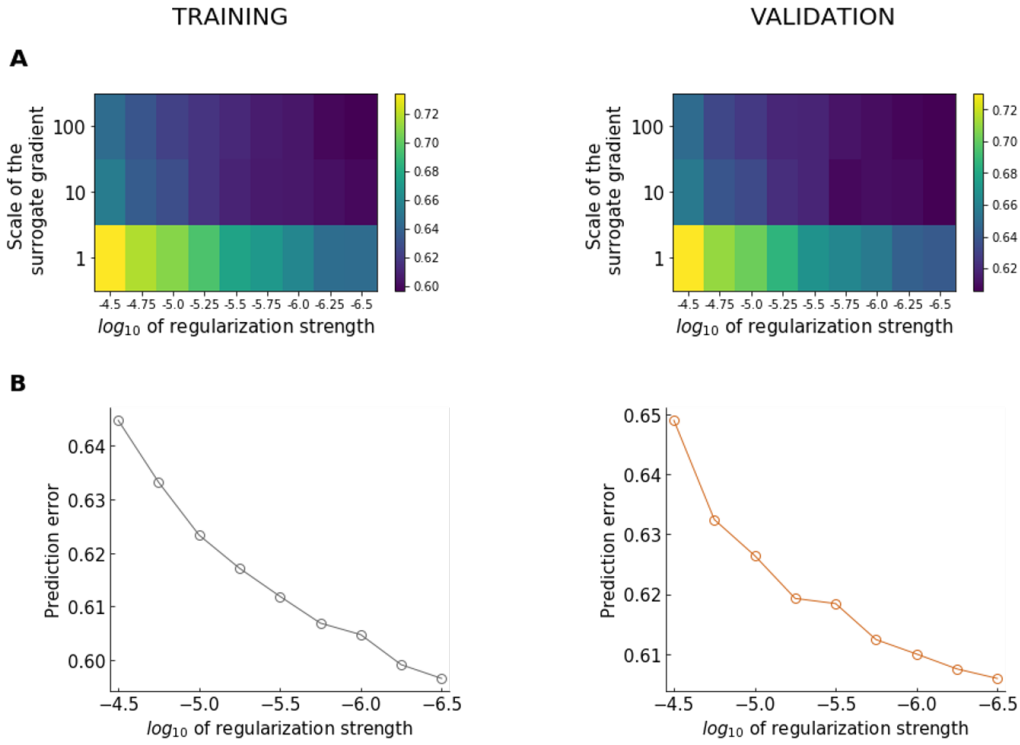 TRAINING
VALIDATION
A
Scale of the
surrogate gradient
100
10
1
-4.5 -4.75 -5.0 -5.25 -5.5 -5.75 -6.0 -6.25 -6.5
log10 of regularization strength
0.72
0.70
0.68
0.66
0.64
0.62
0.60
Scale of the
surrogate gradient
100
10
1
-4.5 -4.75 -5.0 -5.25 -5.5 -5.75 -6.0 -6.25 -6.5
log10 of regularization strength
0.72
0.70
0.68
0.66
0.64
0.62
B
Prediction error
0.64
0.63
0.62
0.61
0.60
−4.5 −5.0 −5.5 −6.0 −6.5
log10 of regularization strength
Prediction error
0.65
0.64
0.63
0.62
0.61
−4.5 −5.0 −5.5 −6.0 −6.5
log10 of regularization strength